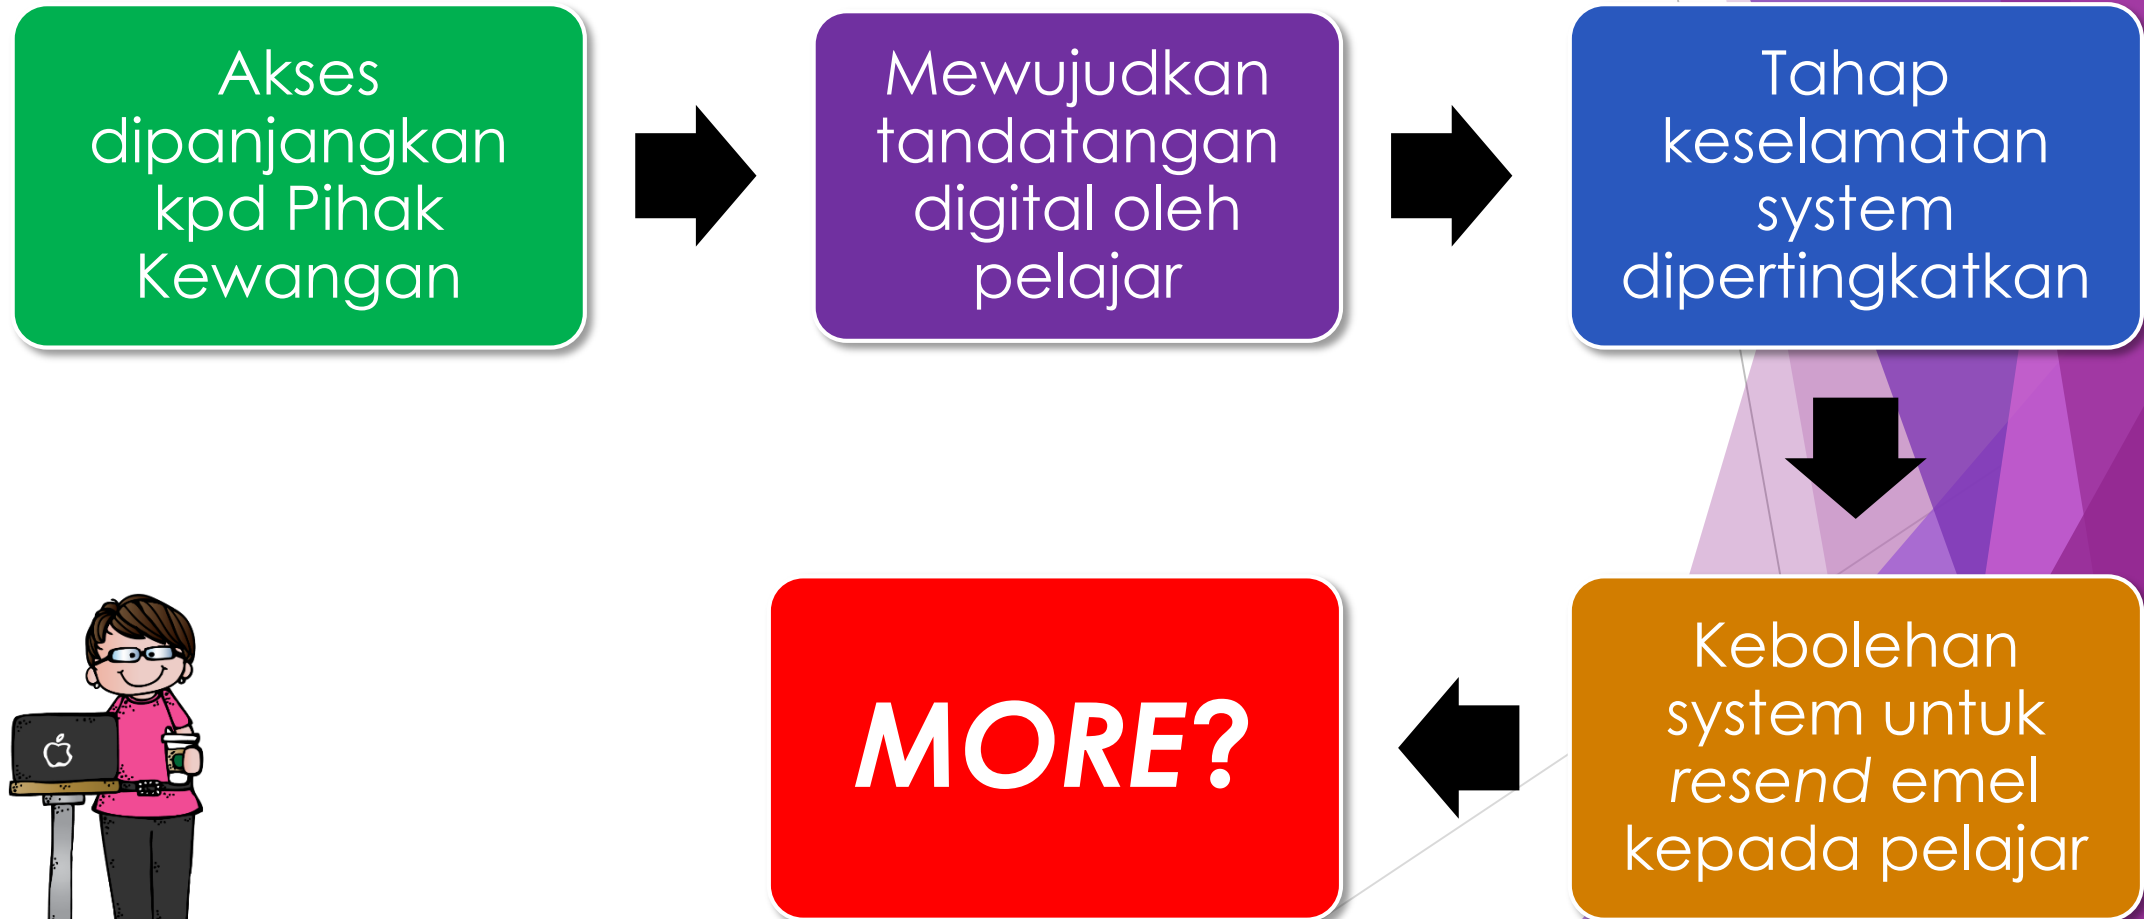 Akses
dipanjangkan
kpd Pihak
Kewangan
Mewujudkan
tandatangan
digital oleh
pelajar
Tahap
keselamatan
system
dipertingkatkan
Kebolehan
system untuk
resend emel
kepada pelajar
MORE?